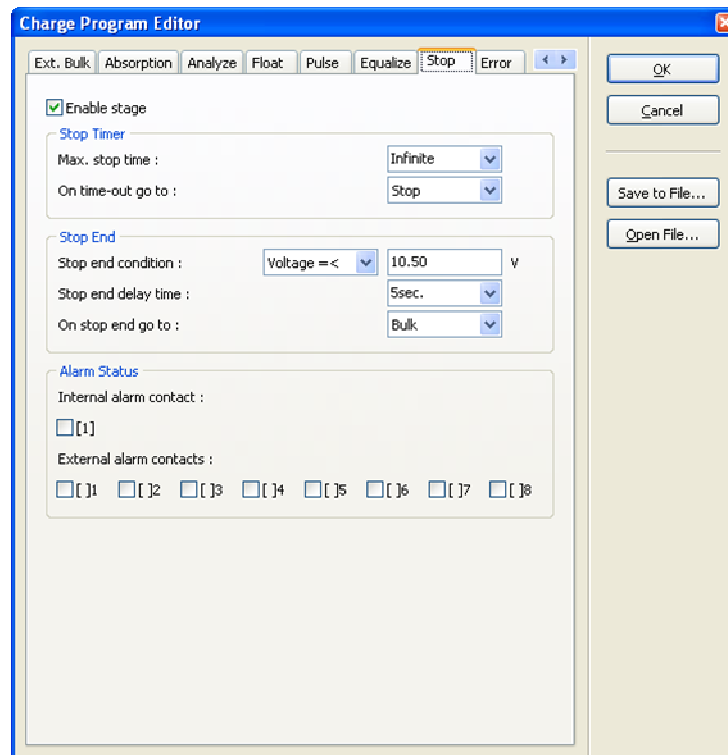 Charge Program Editor
Ext. Bulk Absorption Analyze Float Pulse Equalize Stop Error
OK
Cancel
Save to File...
Open File...
Enable stage
Stop Timer
Max. stop time : Infinite
On time-out go to : Stop
Stop End
Stop end condition : Voltage =< 10.50 V
Stop end delay time : 5sec.
On stop end go to : Bulk
Alarm Status
Internal alarm contact :
[1]
External alarm contacts :
[ ]1 [ ]2 [ ]3 [ ]4 [ ]5 [ ]6 [ ]7 [ ]8